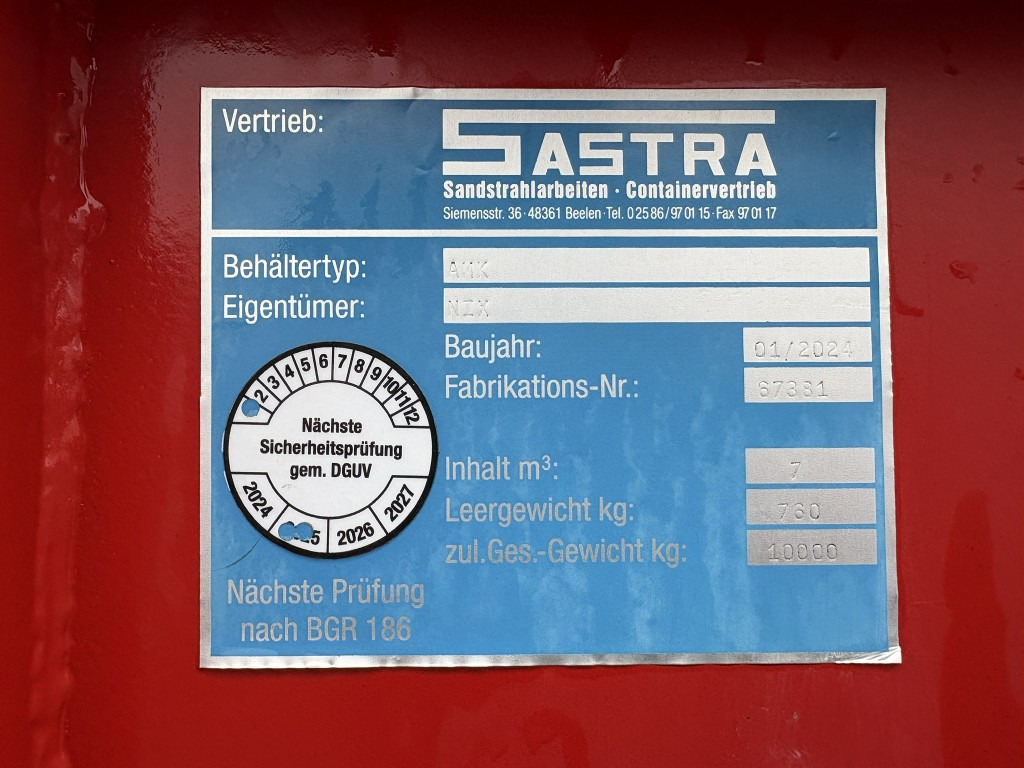 Vertrieb:
SASTRA
Sandstrahlarbeiten · Containervertrieb
Siemensstr. 36 · 48361 Beelen · Tel. 0 25 86 / 97 01 15 · Fax 97 01 17
Behältertyp: AMK
Eigentümer: NIX
Baujahr: 01/2024
Fabrikations-Nr.: 67381
2 3 4 5 6 7 8 9 10 11 12
Nächste
Sicherheitsprüfung
gem. DGUV
2024 2026 2027
Inhalt m³: 7
Leergewicht kg: 760
zul.Ges.-Gewicht kg: 10000
Nächste Prüfung
nach BGR 186